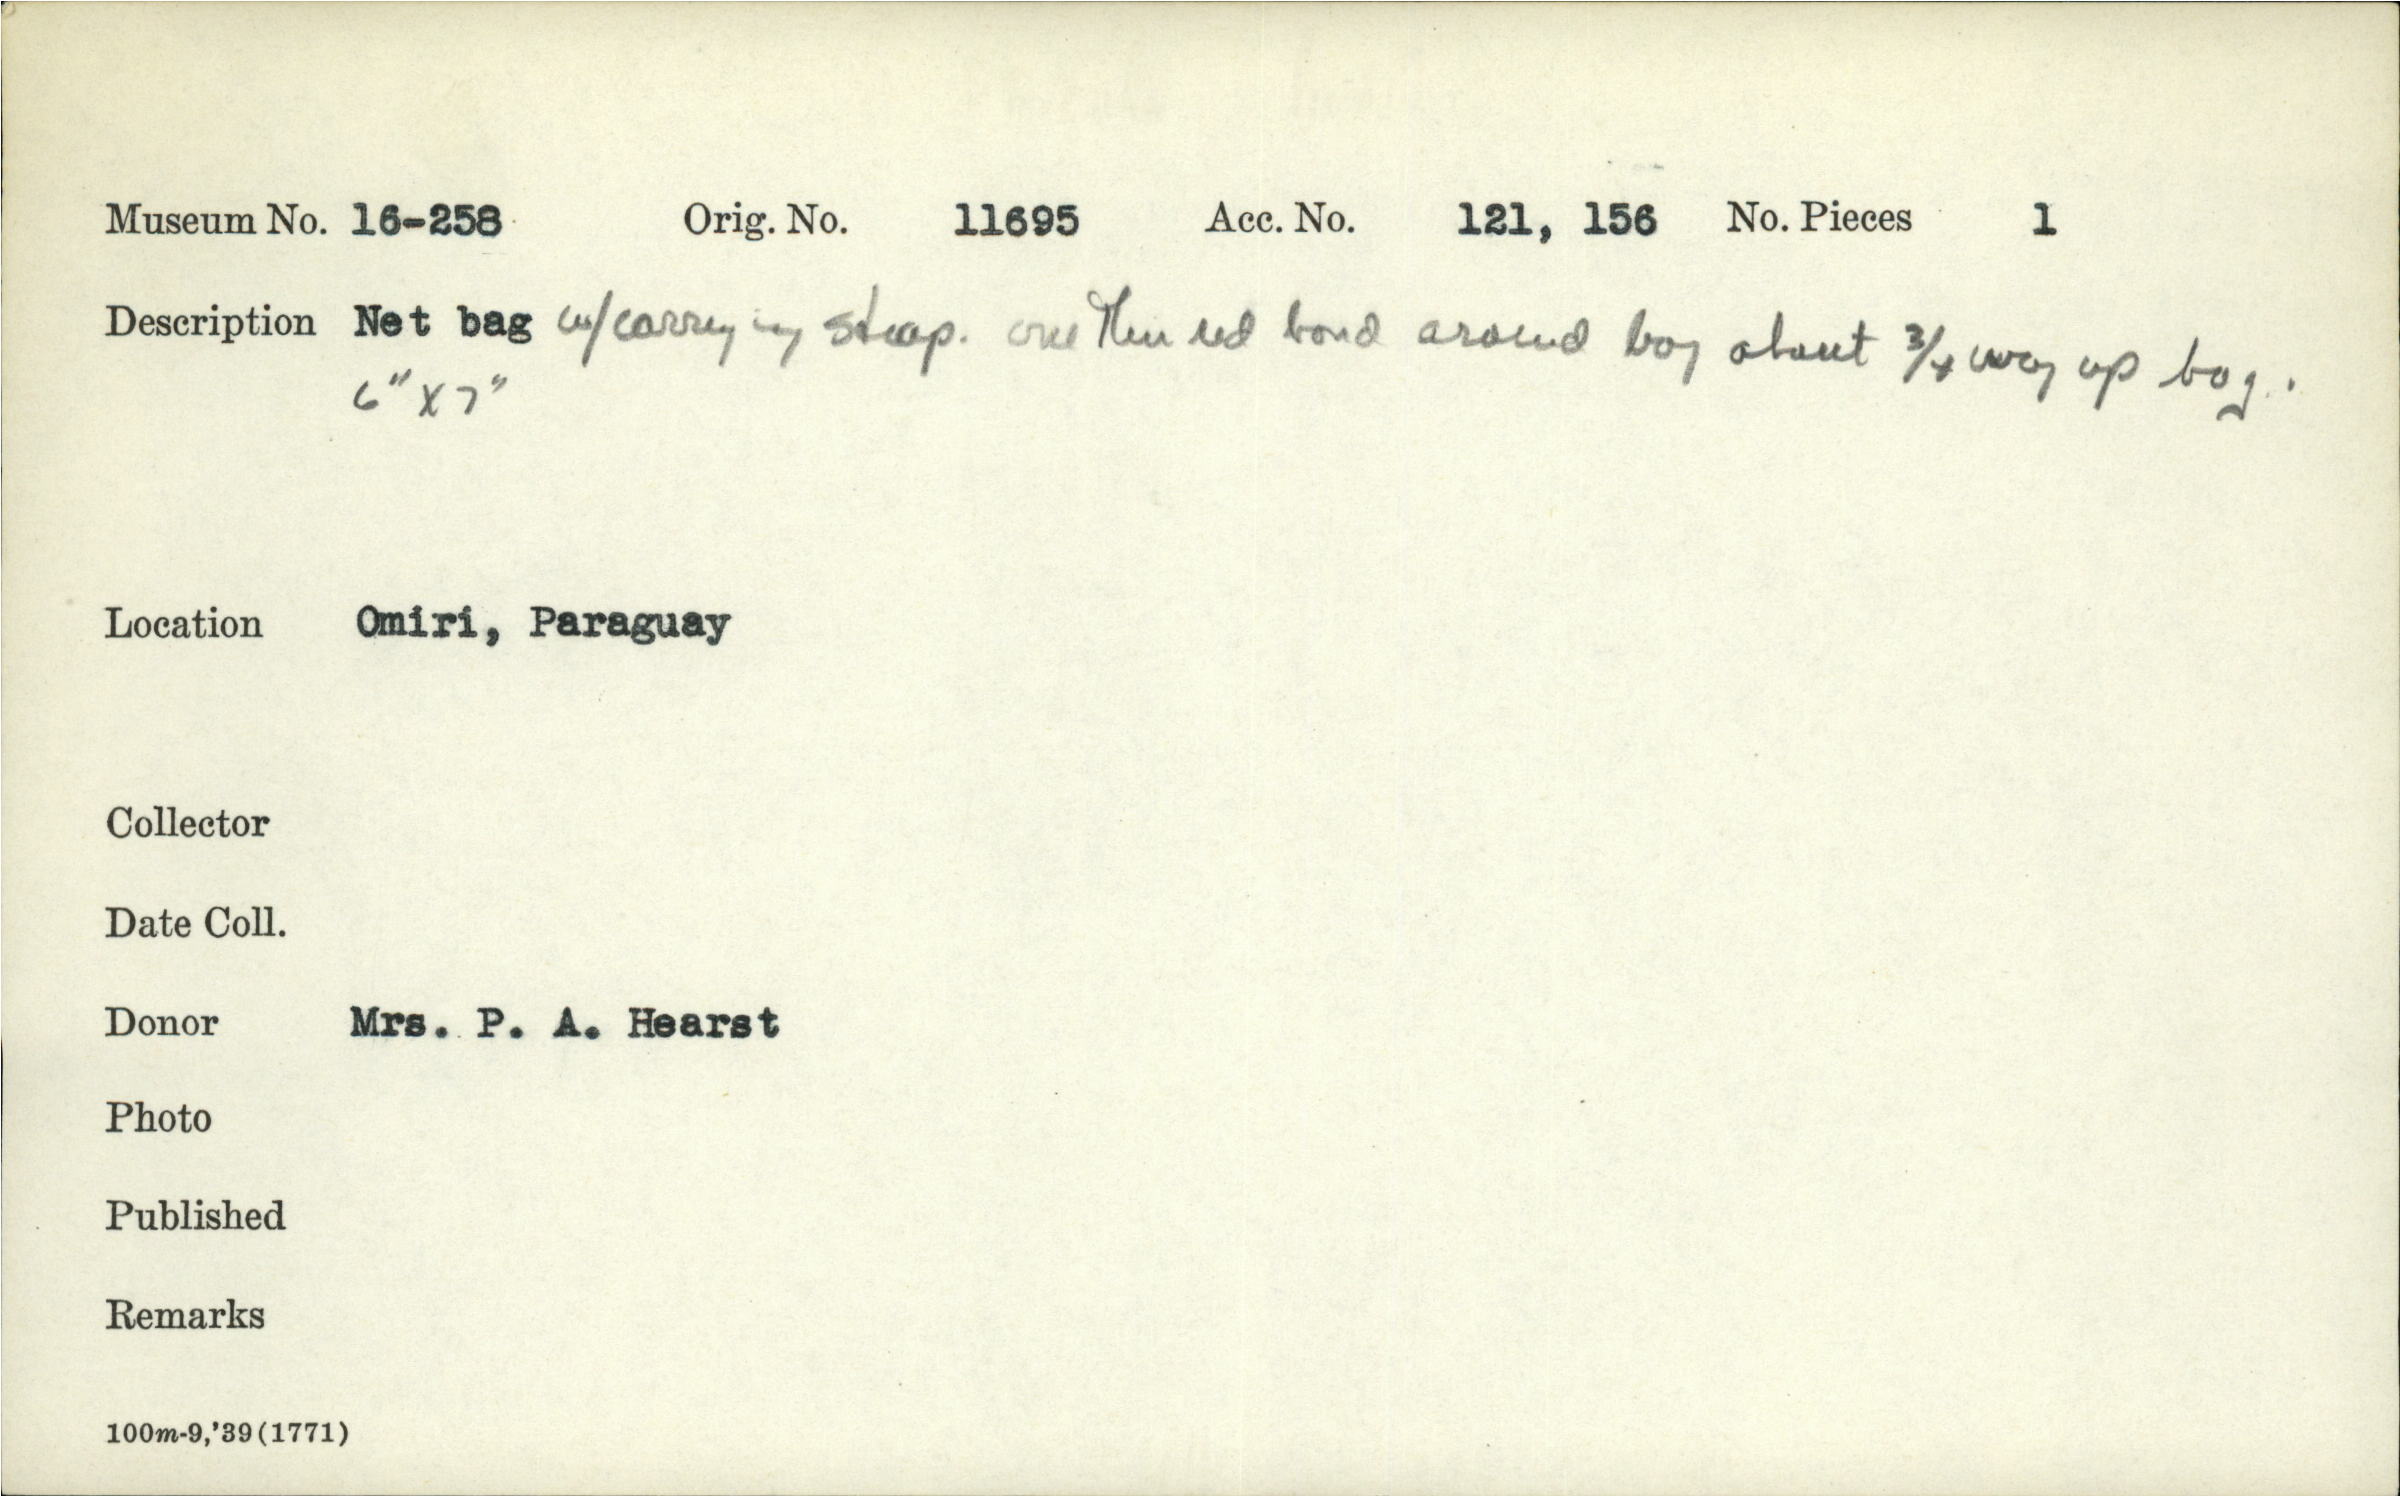 Museum No. 16-258 Orig. No. 11695 Acc. No. 121, 156 No. Pieces 1
Description Net bag w/carrying strap. one thin red band around bag about 3/4 way up bag.
6" X 7"
Location Omiri, Paraguay
Collector
Date Coll.
Donor Mrs. P. A. Hearst
Photo
Published
Remarks
100m-9,'39(1771)